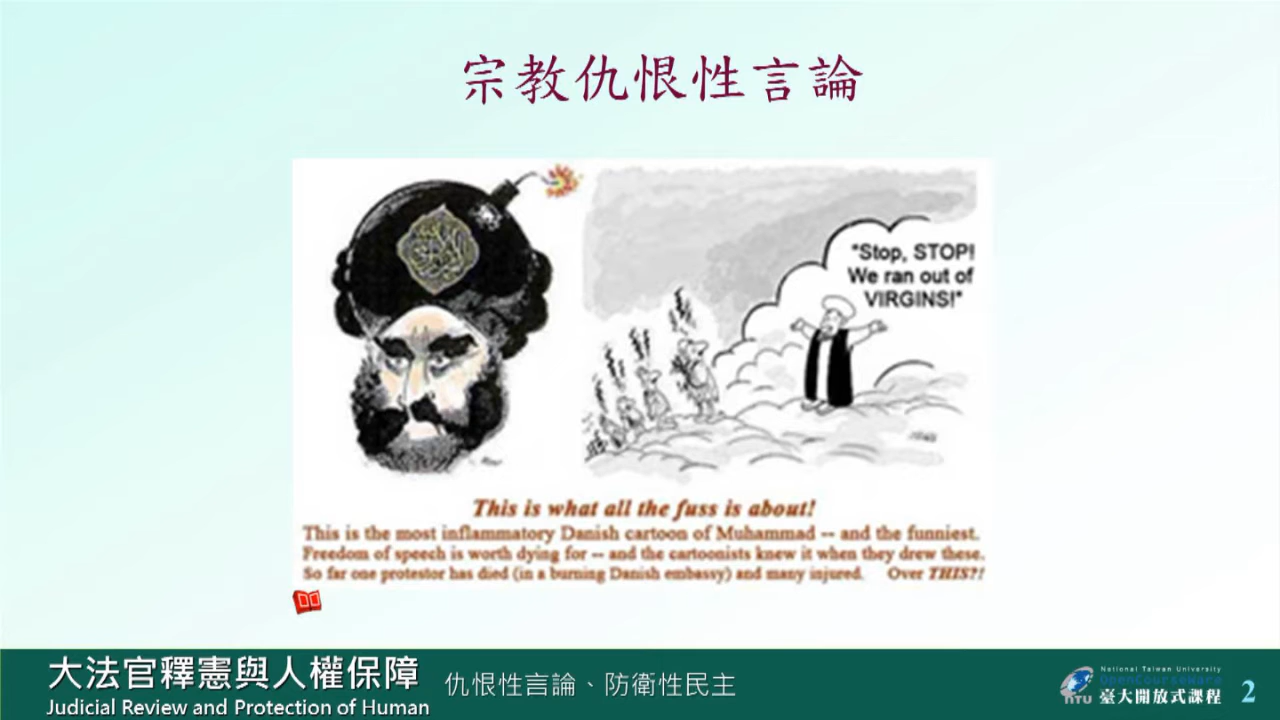 宗教仇恨性言論
"Stop, STOP!
We ran out of
VIRGINS!"
This is what all the fuss is about!
This is the most inflammatory Danish cartoon of Muhammad -- and the funniest.
Freedom of speech is worth dying for -- and the cartoonists knew it when they drew these.
So far one protestor has died (in a burning Danish embassy) and many injured. Over THIS?!
大法官釋憲與人權保障
Judicial Review and Protection of Human
仇恨性言論、防衛性民主
National Taiwan University
OpenCourseWare
NTU 臺大開放式課程
2